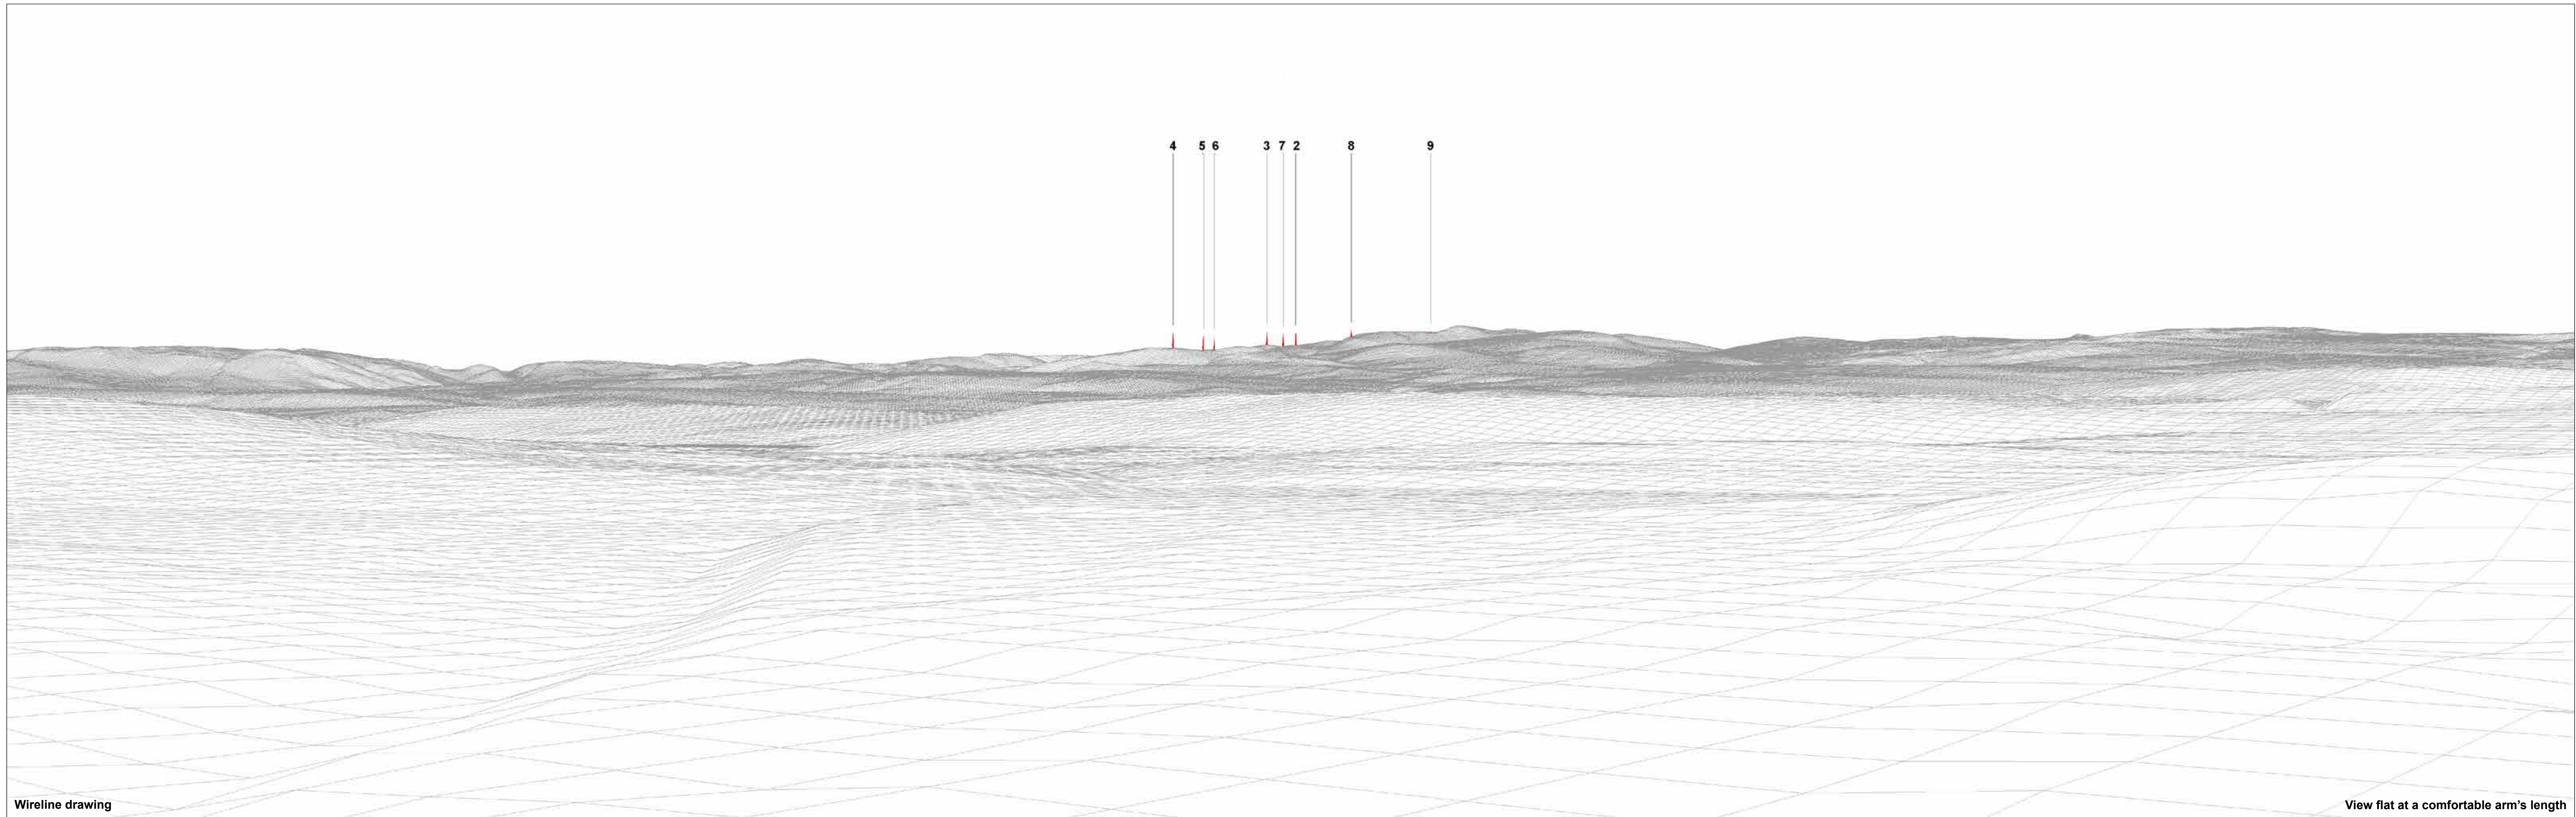 4 5 6 3 7 2 8 9
Wireline drawing
View flat at a comfortable arm's length